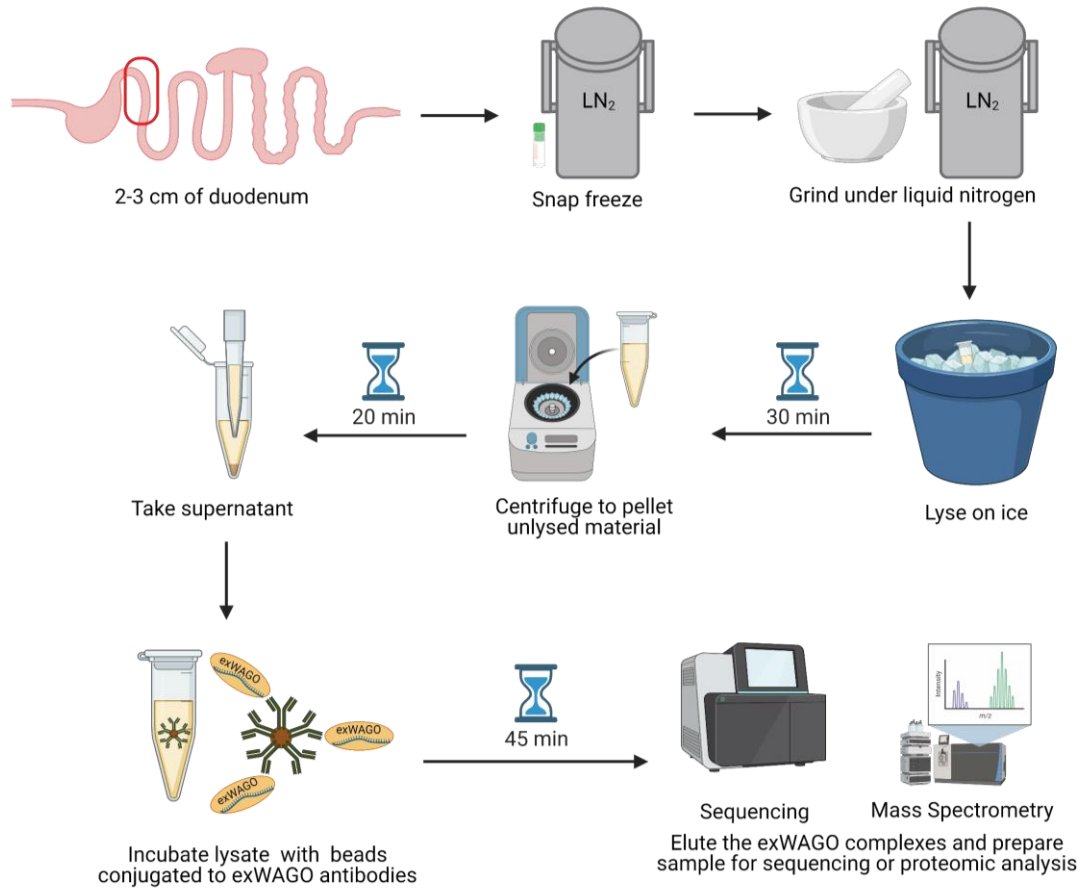 LN₂
LN₂
2-3 cm of duodenum
Snap freeze
Grind under liquid nitrogen
20 min
30 min
Take supernatant
Centrifuge to pellet
unlysed material
Lyse on ice
exWAGO
exWAGO
exWAGO
45 min
Intensity
m/z
Sequencing
Mass Spectrometry
Incubate lysate with beads
conjugated to exWAGO antibodies
Elute the exWAGO complexes and prepare
sample for sequencing or proteomic analysis